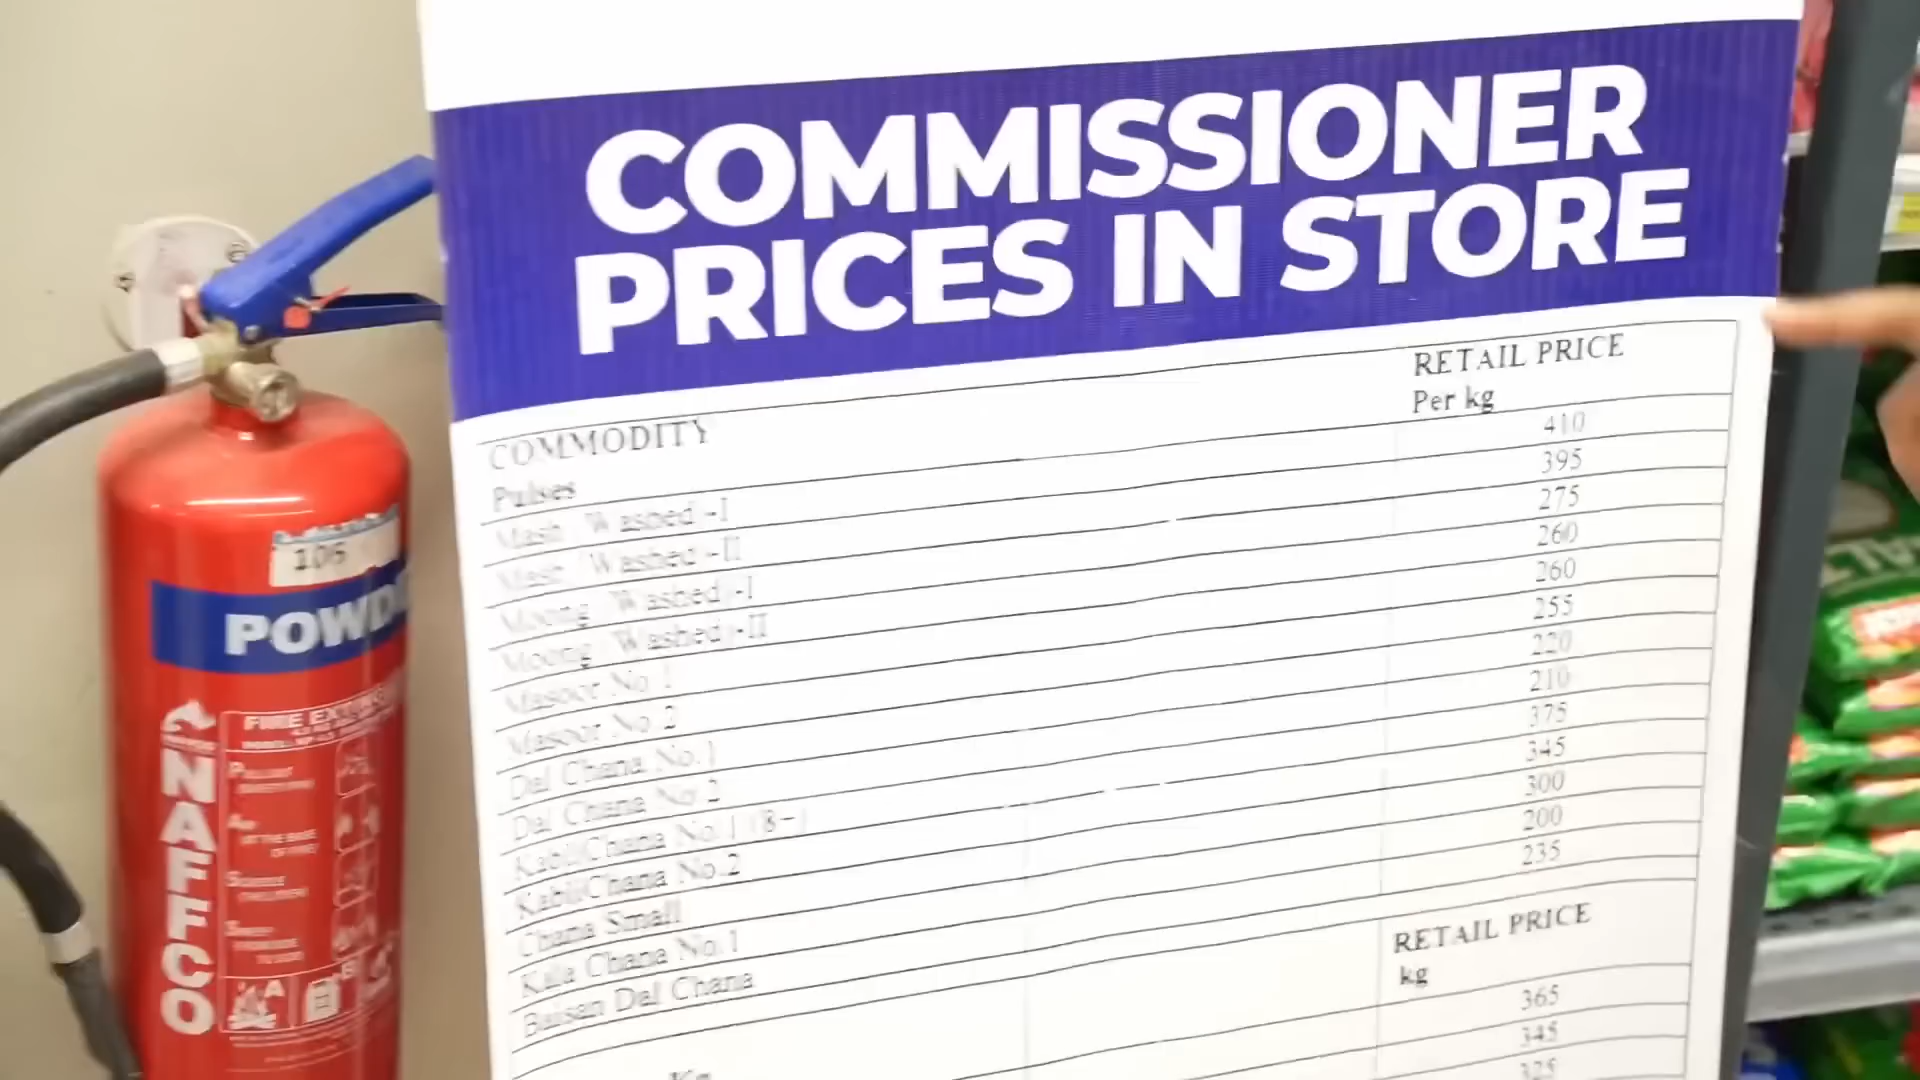 COMMISSIONER
PRICES IN STORE
COMMODITY RETAIL PRICE
Pulses Per kg
Mash (Washed)-I 410
Mash (Washed)-II 395
Moong (Washed)-I 275
Moong (Washed)-II 260
Masoor No.1 260
Masoor No.2 255
Dal Chana No.1 220
Dal Chana No.2 210
Kabli Chana No.1 (8-) 375
Kabli Chana No.2 345
Chana Small 300
Kala Chana No.1 200
Baisan Dal Chana 235
RETAIL PRICE
kg
365
345
325
106
POWD
NAFFCO
FIRE